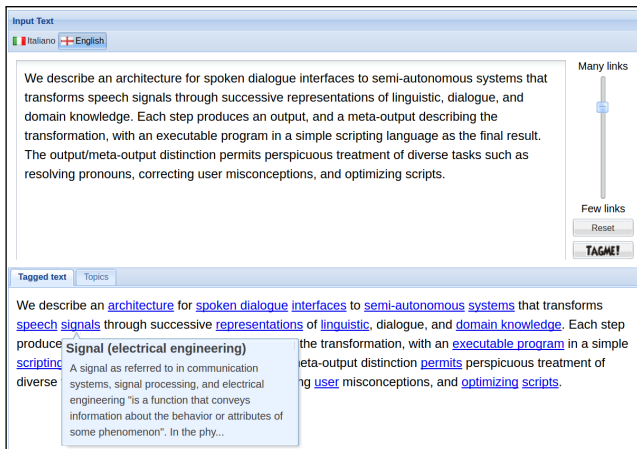 Input Text
Italiano English
We describe an architecture for spoken dialogue interfaces to semi-autonomous systems that
transforms speech signals through successive representations of linguistic, dialogue, and
domain knowledge. Each step produces an output, and a meta-output describing the
transformation, with an executable program in a simple scripting language as the final result.
The output/meta-output distinction permits perspicuous treatment of diverse tasks such as
resolving pronouns, correcting user misconceptions, and optimizing scripts.
Many links
Few links
Reset
TAGME!
Tagged text Topics
We describe an architecture for spoken dialogue interfaces to semi-autonomous systems that transforms
speech signals through successive representations of linguistic, dialogue, and domain knowledge. Each step
produce the transformation, with an executable program in a simple
scripting eta-output distinction permits perspicuous treatment of
diverse ng user misconceptions, and optimizing scripts.
Signal (electrical engineering)
A signal as referred to in communication
systems, signal processing, and electrical
engineering "is a function that conveys
information about the behavior or attributes of
some phenomenon". In the phy...